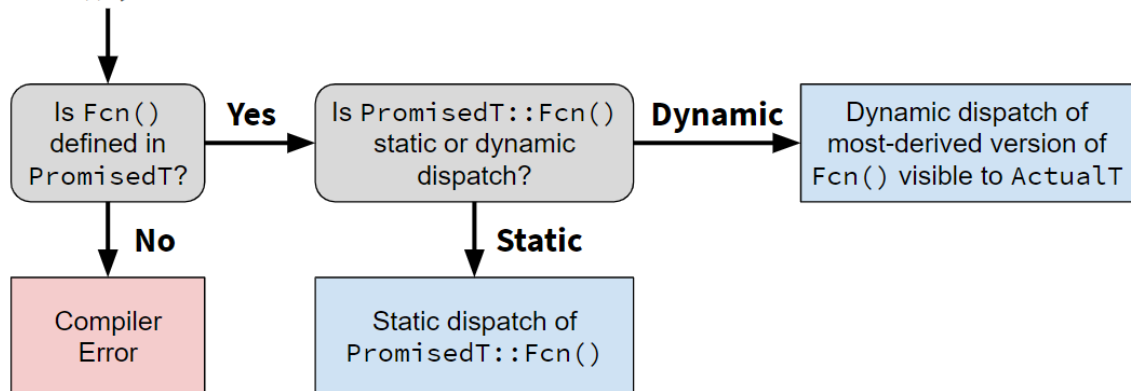 Is Fcn()
defined in
PromisedT?
Yes
Is PromisedT::Fcn()
static or dynamic
dispatch?
Dynamic
Dynamic dispatch of
most-derived version of
Fcn() visible to ActualT
No
Static
Compiler
Error
Static dispatch of
PromisedT::Fcn()